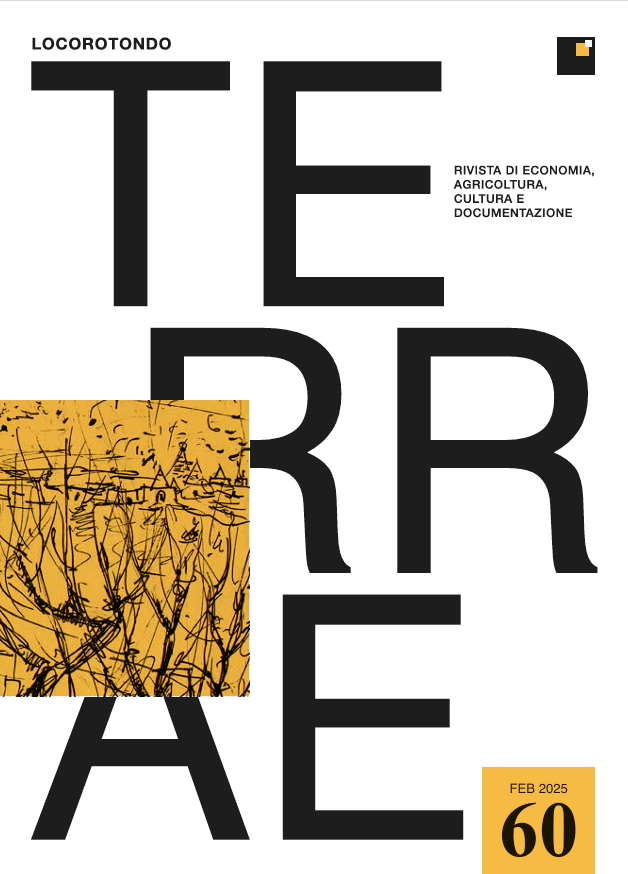 LOCOROTONDO
TE
RIVISTA DI ECONOMIA,
AGRICOLTURA,
CULTURA E
DOCUMENTAZIONE
RR
AE
FEB 2025
60